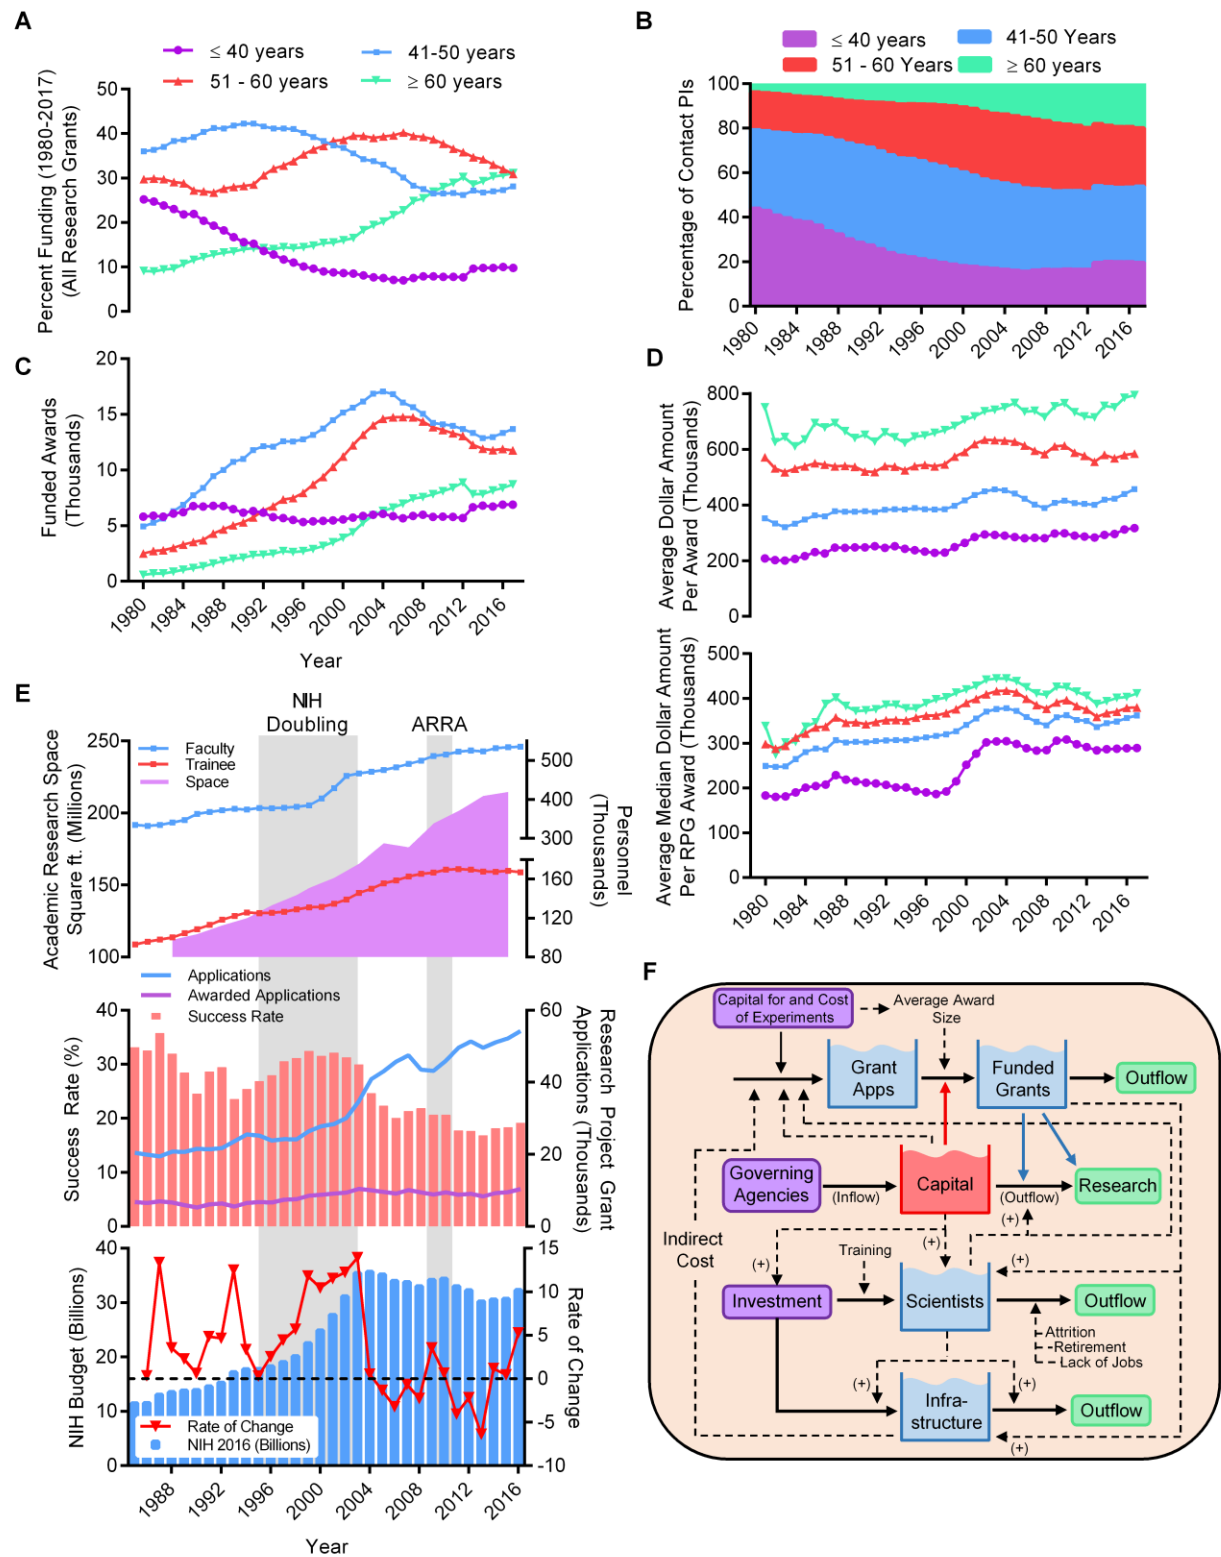 A
≤ 40 years
41-50 years
51 - 60 years
≥ 60 years
Percent Funding (1980-2017)
(All Research Grants)
50
40
30
20
10
0
B
≤ 40 years
41-50 Years
51 - 60 Years
≥ 60 years
Percentage of Contact PIs
100
80
60
40
20
0
1980
1984
1988
1992
1996
2000
2004
2008
2012
2016
C
Funded Awards
(Thousands)
20
15
10
5
0
1980
1984
1988
1992
1996
2000
2004
2008
2012
2016
Year
D
Average Dollar Amount
Per Award (Thousands)
800
600
400
200
0
Average Median Dollar Amount
Per RPG Award (Thousands)
500
400
300
200
100
0
1980
1984
1988
1992
1996
2000
2004
2008
2012
2016
E
NIH
Doubling
ARRA
Faculty
Trainee
Space
Academic Research Space
Square ft. (Millions)
250
200
150
100
500
400
300
160
120
80
Personnel
(Thousands)
Applications
Awarded Applications
Success Rate
Success Rate (%)
40
30
20
10
0
60
40
20
0
Research Project Grant
Applications (Thousands)
NIH Budget (Billions)
40
30
20
10
0
15
10
5
0
-5
-10
Rate of Change
Rate of Change
NIH 2016 (Billions)
1988
1992
1996
2000
2004
2008
2012
2016
Year
F
Capital for and Cost
of Experiments
Average Award
Size
Grant
Apps
Funded
Grants
Outflow
Governing
Agencies
(Inflow)
Capital
(Outflow)
Research
(+)
Indirect
Cost
(+)
Training
(+)
(+)
Investment
Scientists
Outflow
Attrition
Retirement
Lack of Jobs
(+)
(+)
Infra-
structure
Outflow
(+)